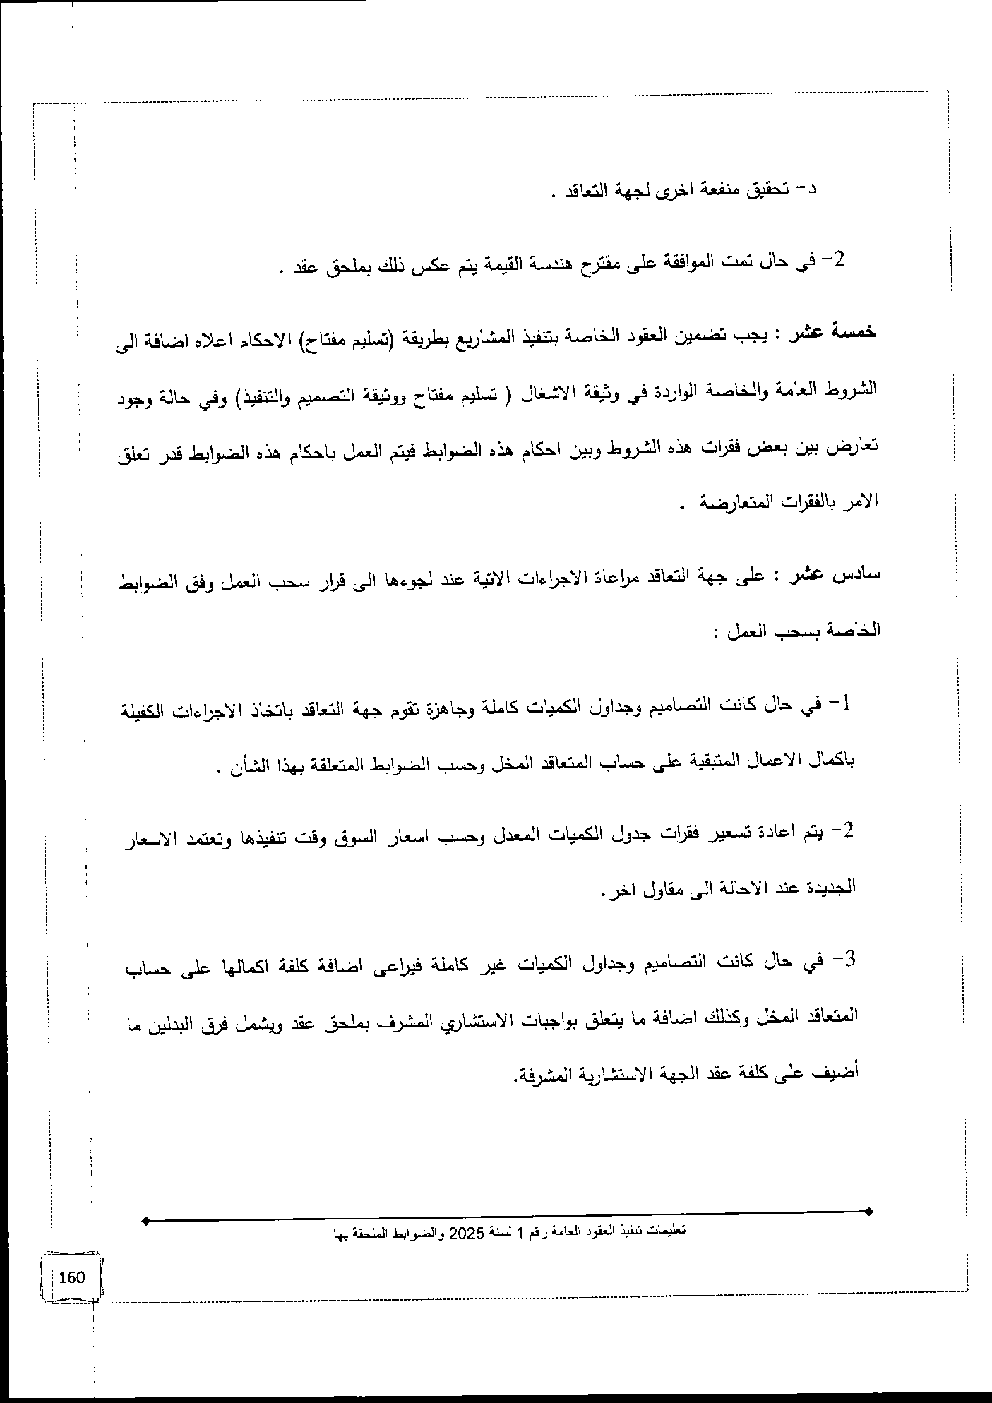 د- تحقيق منفعة اخرى لجهة التعاقد .
2- في حال تمت الموافقة على مقترح هندسة القيمة يتم عكس ذلك بملحق عقد .
خمسة عشر : يجب تضمين العقود الخاصة بتنفيذ المشاريع بطريقة (تسليم مفتاح) الاحكام اعلاه اضافة الى
الشروط العامة والخاصة الواردة في وثيقة الاشغال ( تسليم مفتاح ووثيقة التصميم والتنفيذ) وفي حالة وجود
تعارض بين بعض فقرات هذه الشروط وبين احكام هذه الضوابط فيتم العمل باحكام هذه الضوابط قدر تعلق
الامر بالفقرات المتعارضة .
سادس عشر : على جهة التعاقد مراعاة الاجراءات الاتية عند لجوءها الى قرار سحب العمل وفق الضوابط
الخاصة بسحب العمل :
1- في حال كانت التصاميم وجداول الكميات كاملة وجاهزة تقوم جهة التعاقد باتخاذ الاجراءات الكفيلة
باكمال الاعمال المتبقية على حساب المتعاقد المخل وحسب الضوابط المتعلقة بهذا الشأن .
2- يتم اعادة تسعير فقرات جدول الكميات المعدل وحسب اسعار السوق وقت تنفيذها وتعتمد الاسعار
الجديدة عند الاحالة الى مقاول اخر.
3- في حال كانت التصاميم وجداول الكميات غير كاملة فيراعى اضافة كلفة اكمالها على حساب
المتعاقد المخل وكذلك اضافة ما يتعلق بواجبات الاستشاري المشرف بملحق عقد ويشمل فرق البدلين ما
أضيف على كلفة عقد الجهة الاستشارية المشرفة.
تعليمات تنفيذ العقود العامة رقم 1 لسنة 2025 والضوابط الملحقة بها
160